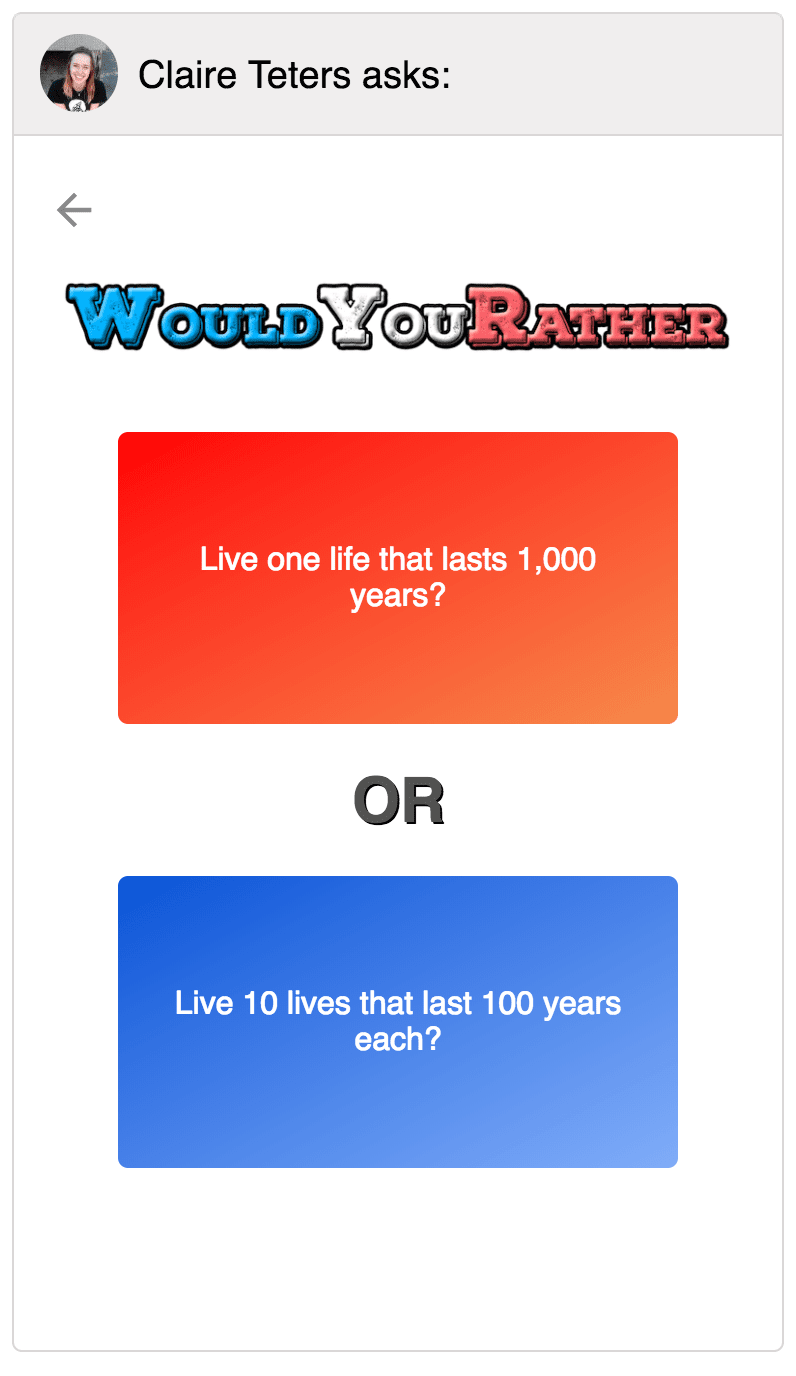 Claire Teters asks:
WouldYouRather
Live one life that lasts 1,000
years?
OR
Live 10 lives that last 100 years
each?